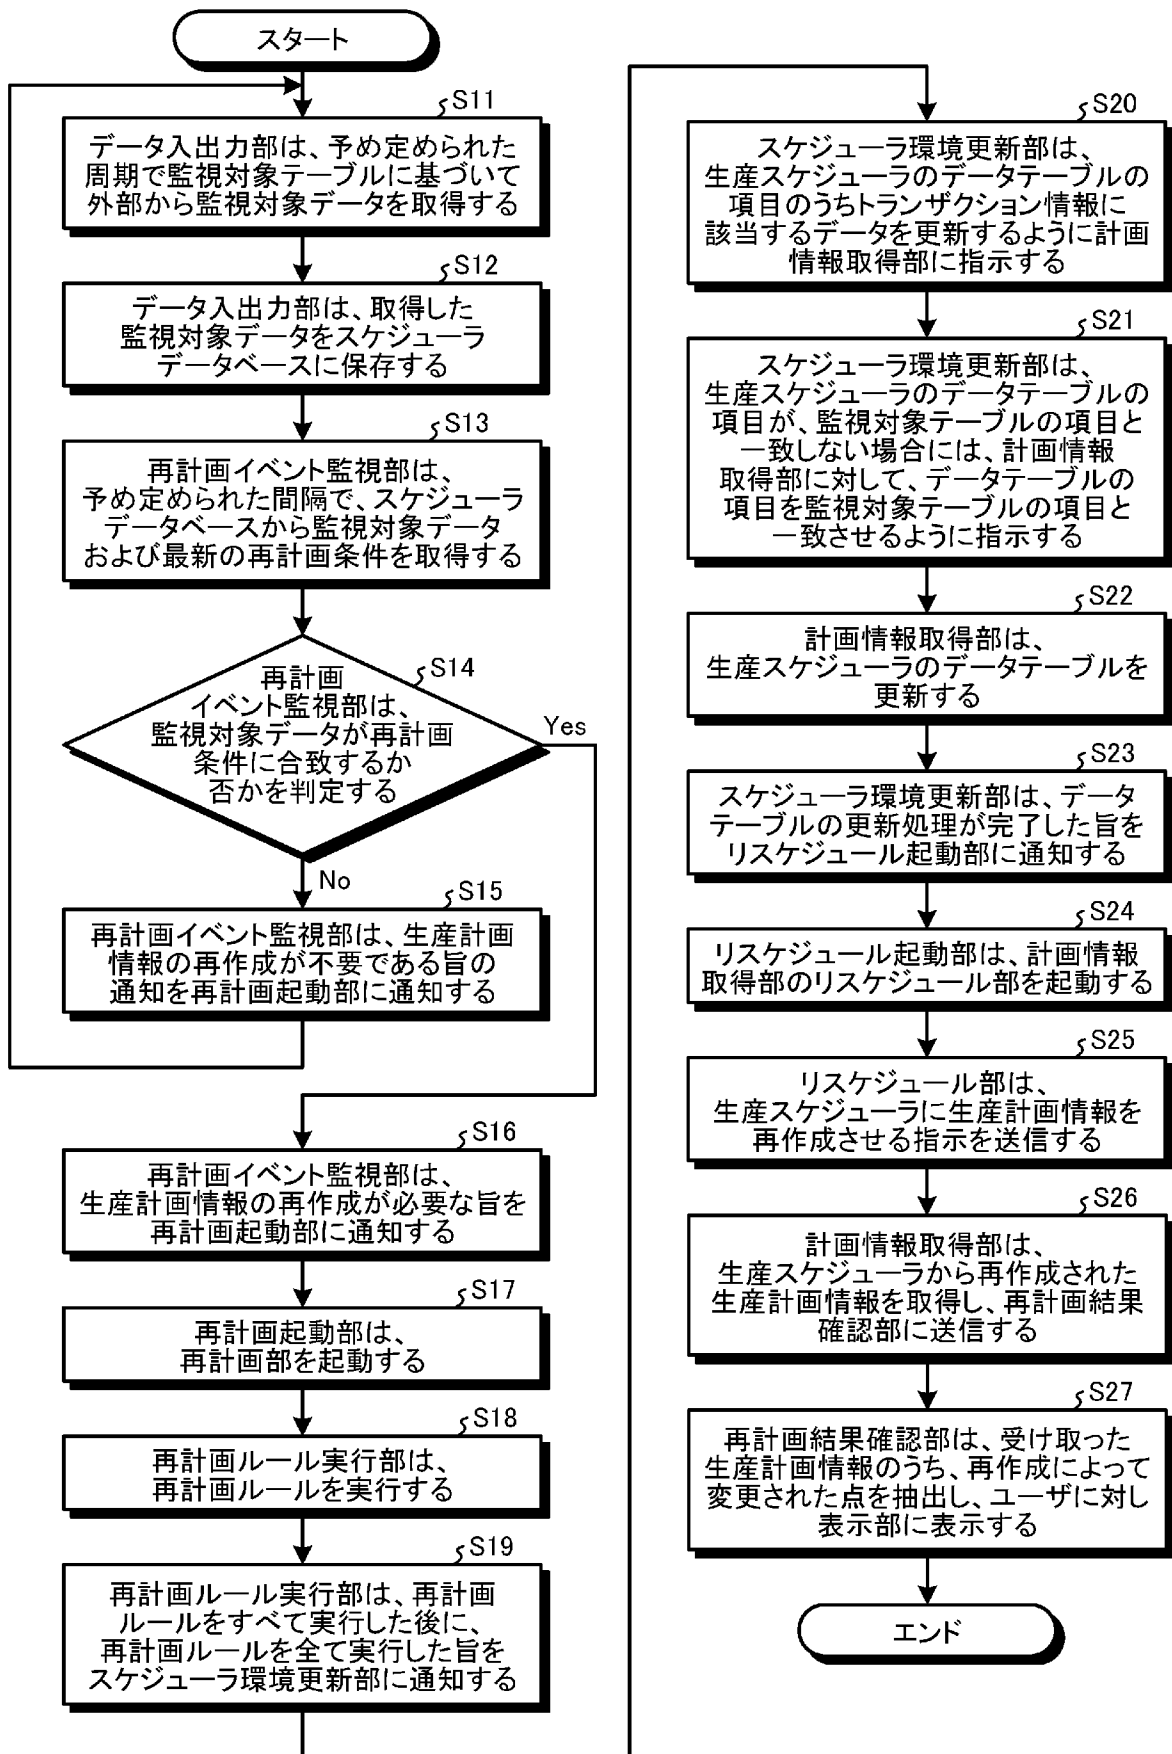 スタート
S11
データ入出力部は、予め定められた
周期で監視対象テーブルに基づいて
外部から監視対象データを取得する
S12
データ入出力部は、取得した
監視対象データをスケジューラ
データベースに保存する
S13
再計画イベント監視部は、
予め定められた間隔で、スケジューラ
データベースから監視対象データ
および最新の再計画条件を取得する
S14
再計画
イベント監視部は、
監視対象データが再計画
条件に合致するか
否かを判定する
Yes
No
S15
再計画イベント監視部は、生産計画
情報の再作成が不要である旨の
通知を再計画起動部に通知する
S16
再計画イベント監視部は、
生産計画情報の再作成が必要な旨を
再計画起動部に通知する
S17
再計画起動部は、
再計画部を起動する
S18
再計画ルール実行部は、
再計画ルールを実行する
S19
再計画ルール実行部は、再計画
ルールをすべて実行した後に、
再計画ルールを全て実行した旨を
スケジューラ環境更新部に通知する
S20
スケジューラ環境更新部は、
生産スケジューラのデータテーブルの
項目のうちトランザクション情報に
該当するデータを更新するように計画
情報取得部に指示する
S21
スケジューラ環境更新部は、
生産スケジューラのデータテーブルの
項目が、監視対象テーブルの項目と
一致しない場合には、計画情報
取得部に対して、データテーブルの
項目を監視対象テーブルの項目と
一致させるように指示する
S22
計画情報取得部は、
生産スケジューラのデータテーブルを
更新する
S23
スケジューラ環境更新部は、データ
テーブルの更新処理が完了した旨を
リスケジュール起動部に通知する
S24
リスケジュール起動部は、計画情報
取得部のリスケジュール部を起動する
S25
リスケジュール部は、
生産スケジューラに生産計画情報を
再作成させる指示を送信する
S26
計画情報取得部は、
生産スケジューラから再作成された
生産計画情報を取得し、再計画結果
確認部に送信する
S27
再計画結果確認部は、受け取った
生産計画情報のうち、再作成によって
変更された点を抽出し、ユーザに対し
表示部に表示する
エンド